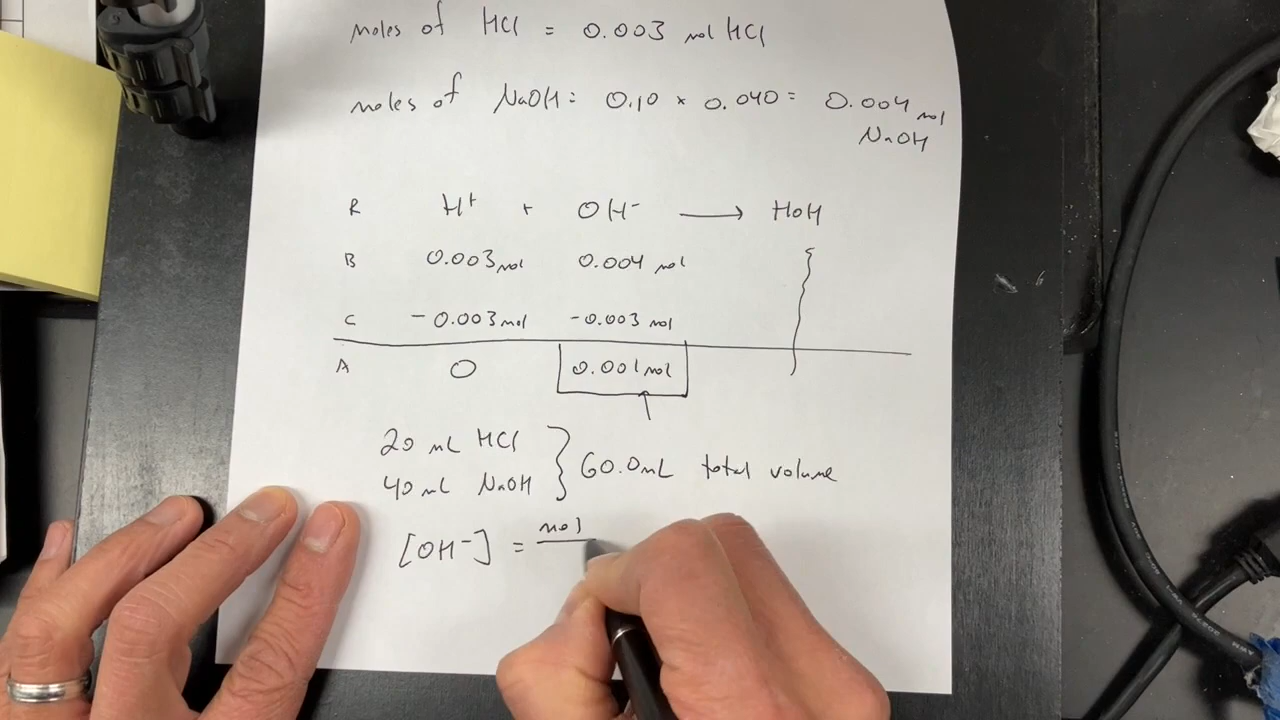 moles of HCl = 0.003 mol HCl
moles of NaOH: 0.10 × 0.040 = 0.004 mol
NaOH
R H+ + OH- → HOH
B 0.003 mol 0.004 mol
C -0.003 mol -0.003 mol
A 0 0.001 mol
20 mL HCl
40 mL NaOH } 60.0mL total volume
[OH-] = mol